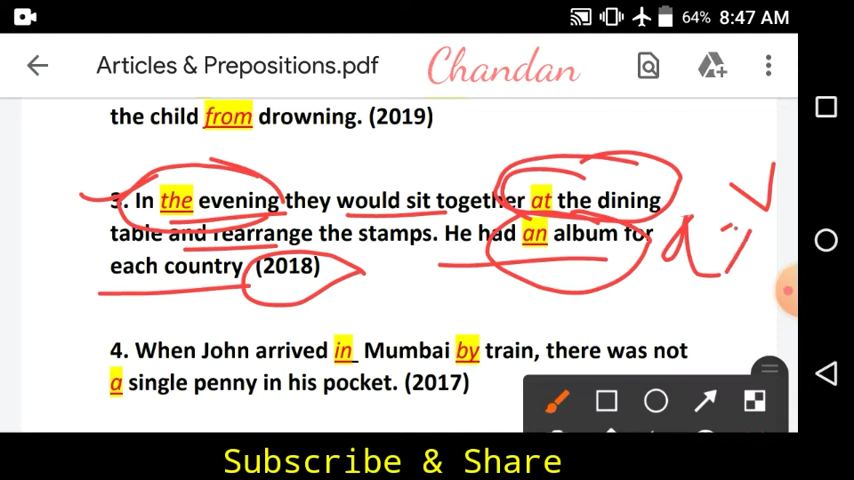 64% 8:47 AM
Articles & Prepositions.pdf Chandan
the child from drowning. (2019)
3. In the evening they would sit together at the dining
table and rearrange the stamps. He had an album for
each country (2018)
4. When John arrived in Mumbai by train, there was not
a single penny in his pocket. (2017)
Subscribe & Share